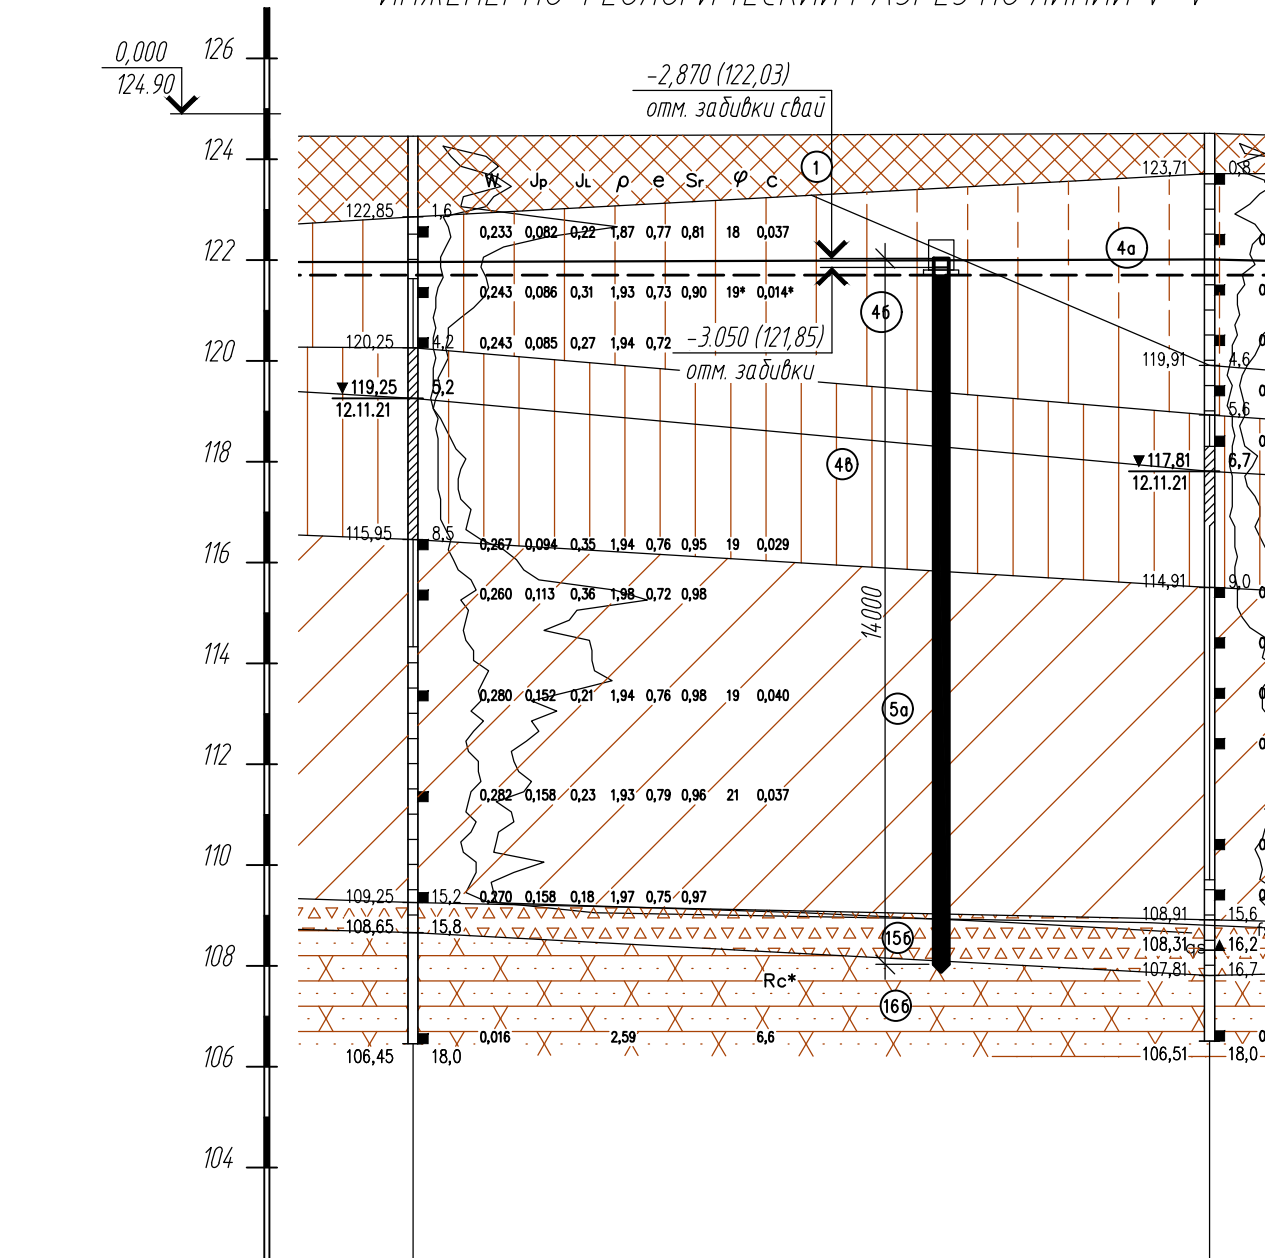 ИНЖЕНЕРНО-ГЕОЛОГИЧЕСКИЙ РАЗРЕЗ ПО ЛИНИИ V-V
0,000
124.90
126
124
122
120
118
116
114
112
110
108
106
104
-2,870 (122,03)
отм. забивки свай
1
W Jp JL ρ e Sr φ c
123,71 0,8
122,85 1,6
0,233 0,082 0,22 1,87 0,77 0,81 18 0,037
4а
0,243 0,086 0,31 1,93 0,73 0,90 19* 0,014*
4б
-3.050 (121,85)
отм. забивки
120,25 4,2
0,243 0,085 0,27 1,94 0,72
119,91 4,6
119,25 5,2
12.11.21
5,6
4в
117,81 6,7
12.11.21
115,95 8,5
0,267 0,094 0,35 1,94 0,76 0,95 19 0,029
114,91 9,0
0,260 0,113 0,36 1,98 0,72 0,98
14000
0,280 0,152 0,21 1,94 0,76 0,98 19 0,040
5а
0,282 0,158 0,23 1,93 0,79 0,96 21 0,037
109,25 15,2
0,270 0,158 0,18 1,97 0,75 0,97
108,91 15,6
108,65 15,8
15б
108,31 16,2
107,81 16,7
Rc*
16б
0,016 2,59 6,6
106,45 18,0
106,51 18,0